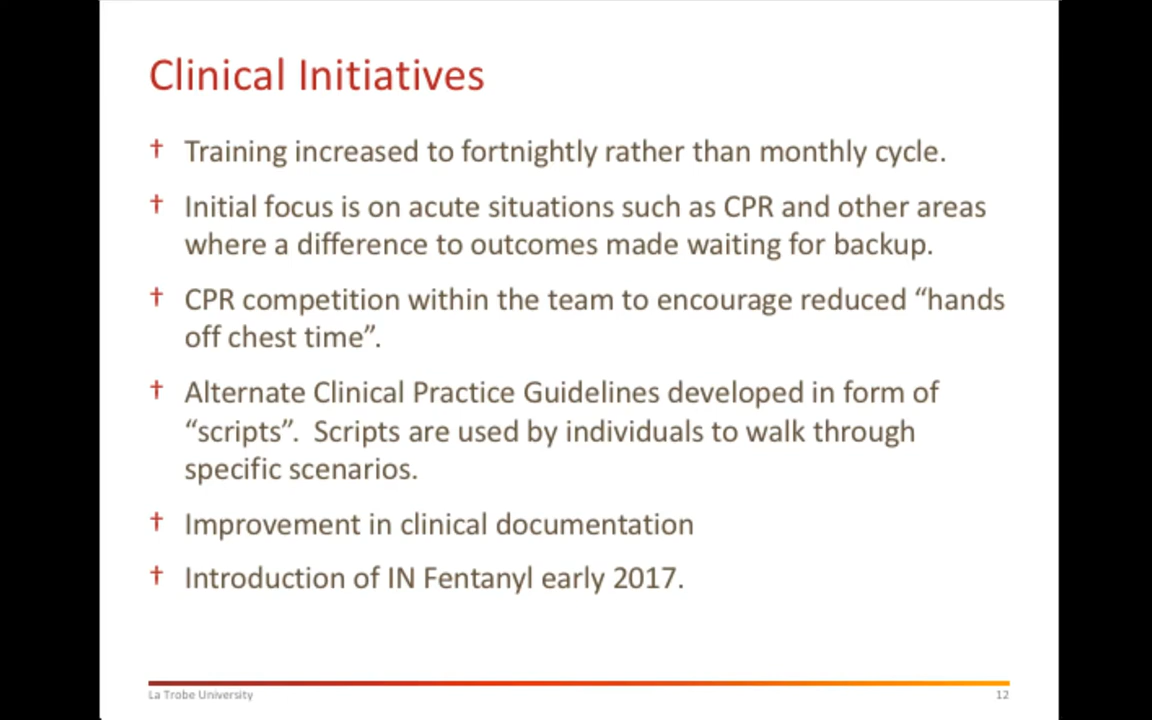 Clinical Initiatives
† Training increased to fortnightly rather than monthly cycle.
† Initial focus is on acute situations such as CPR and other areas
where a difference to outcomes made waiting for backup.
† CPR competition within the team to encourage reduced “hands
off chest time”.
† Alternate Clinical Practice Guidelines developed in form of
“scripts”.  Scripts are used by individuals to walk through
specific scenarios.
† Improvement in clinical documentation
† Introduction of IN Fentanyl early 2017.
La Trobe University
12